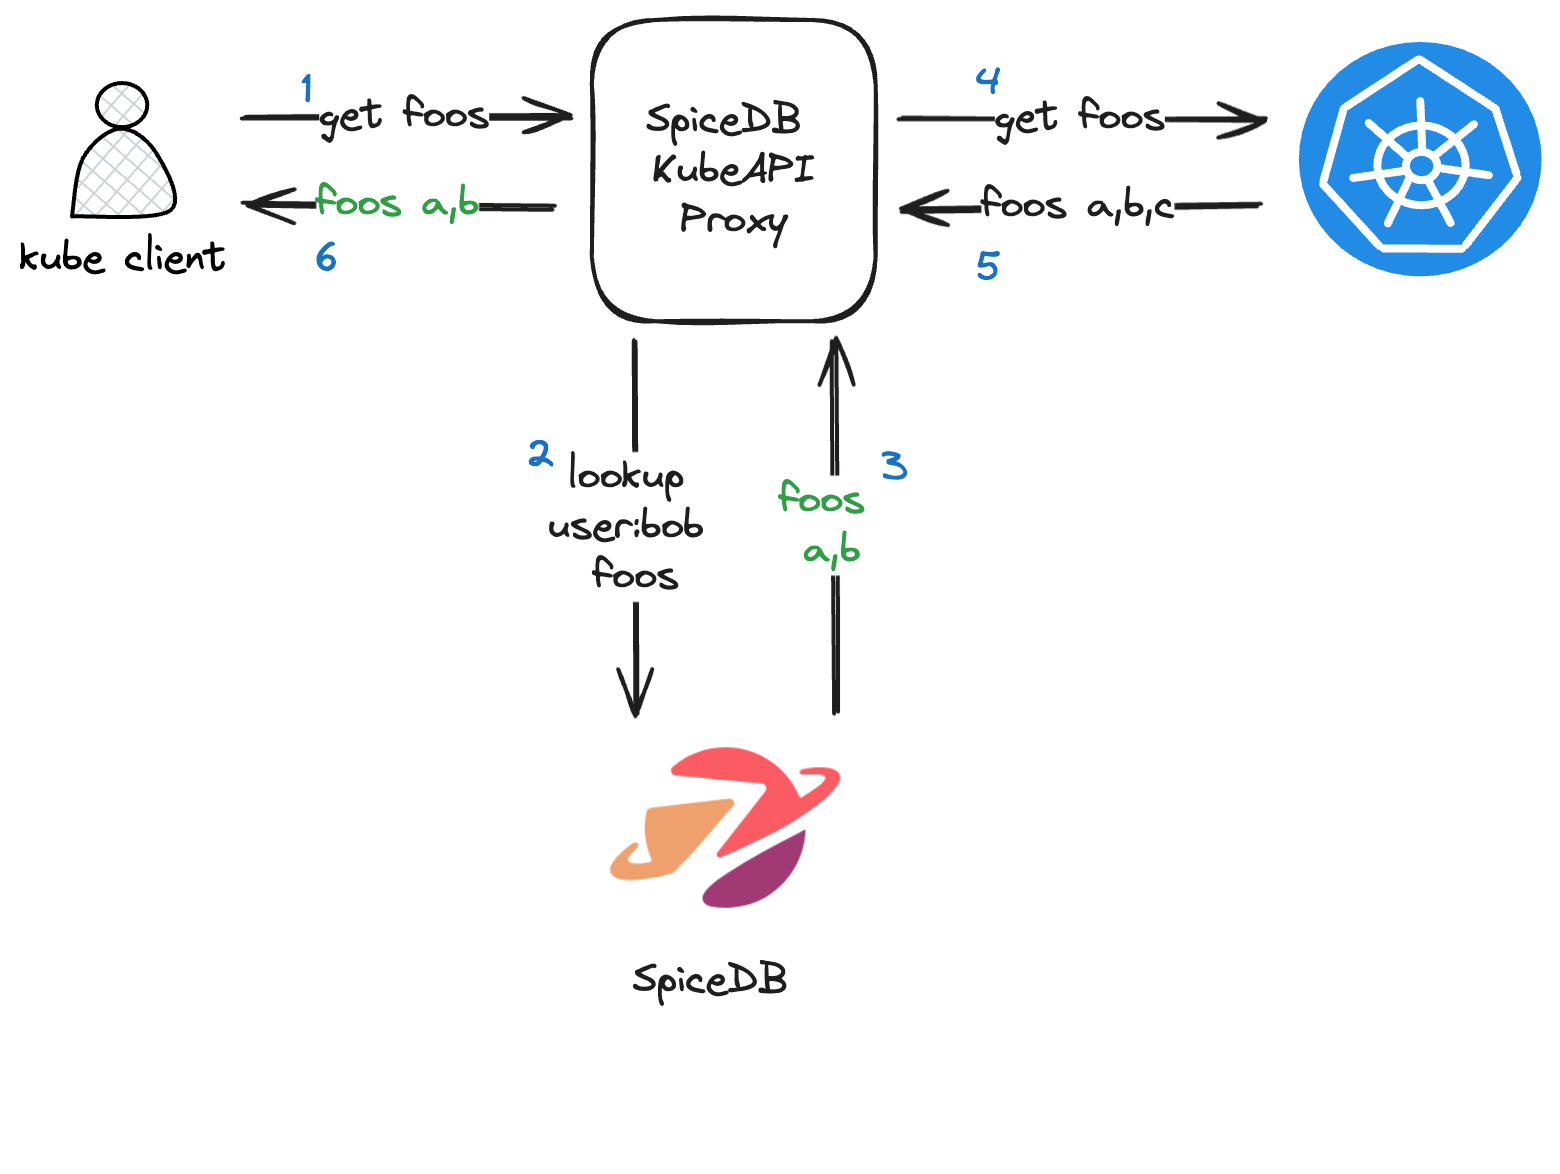 1
get foos
foos a,b
6
kube client
SpiceDB
KubeAPI
Proxy
4
get foos
foos a,b,c
5
2
lookup
user:bob
foos
3
foos
a,b
SpiceDB